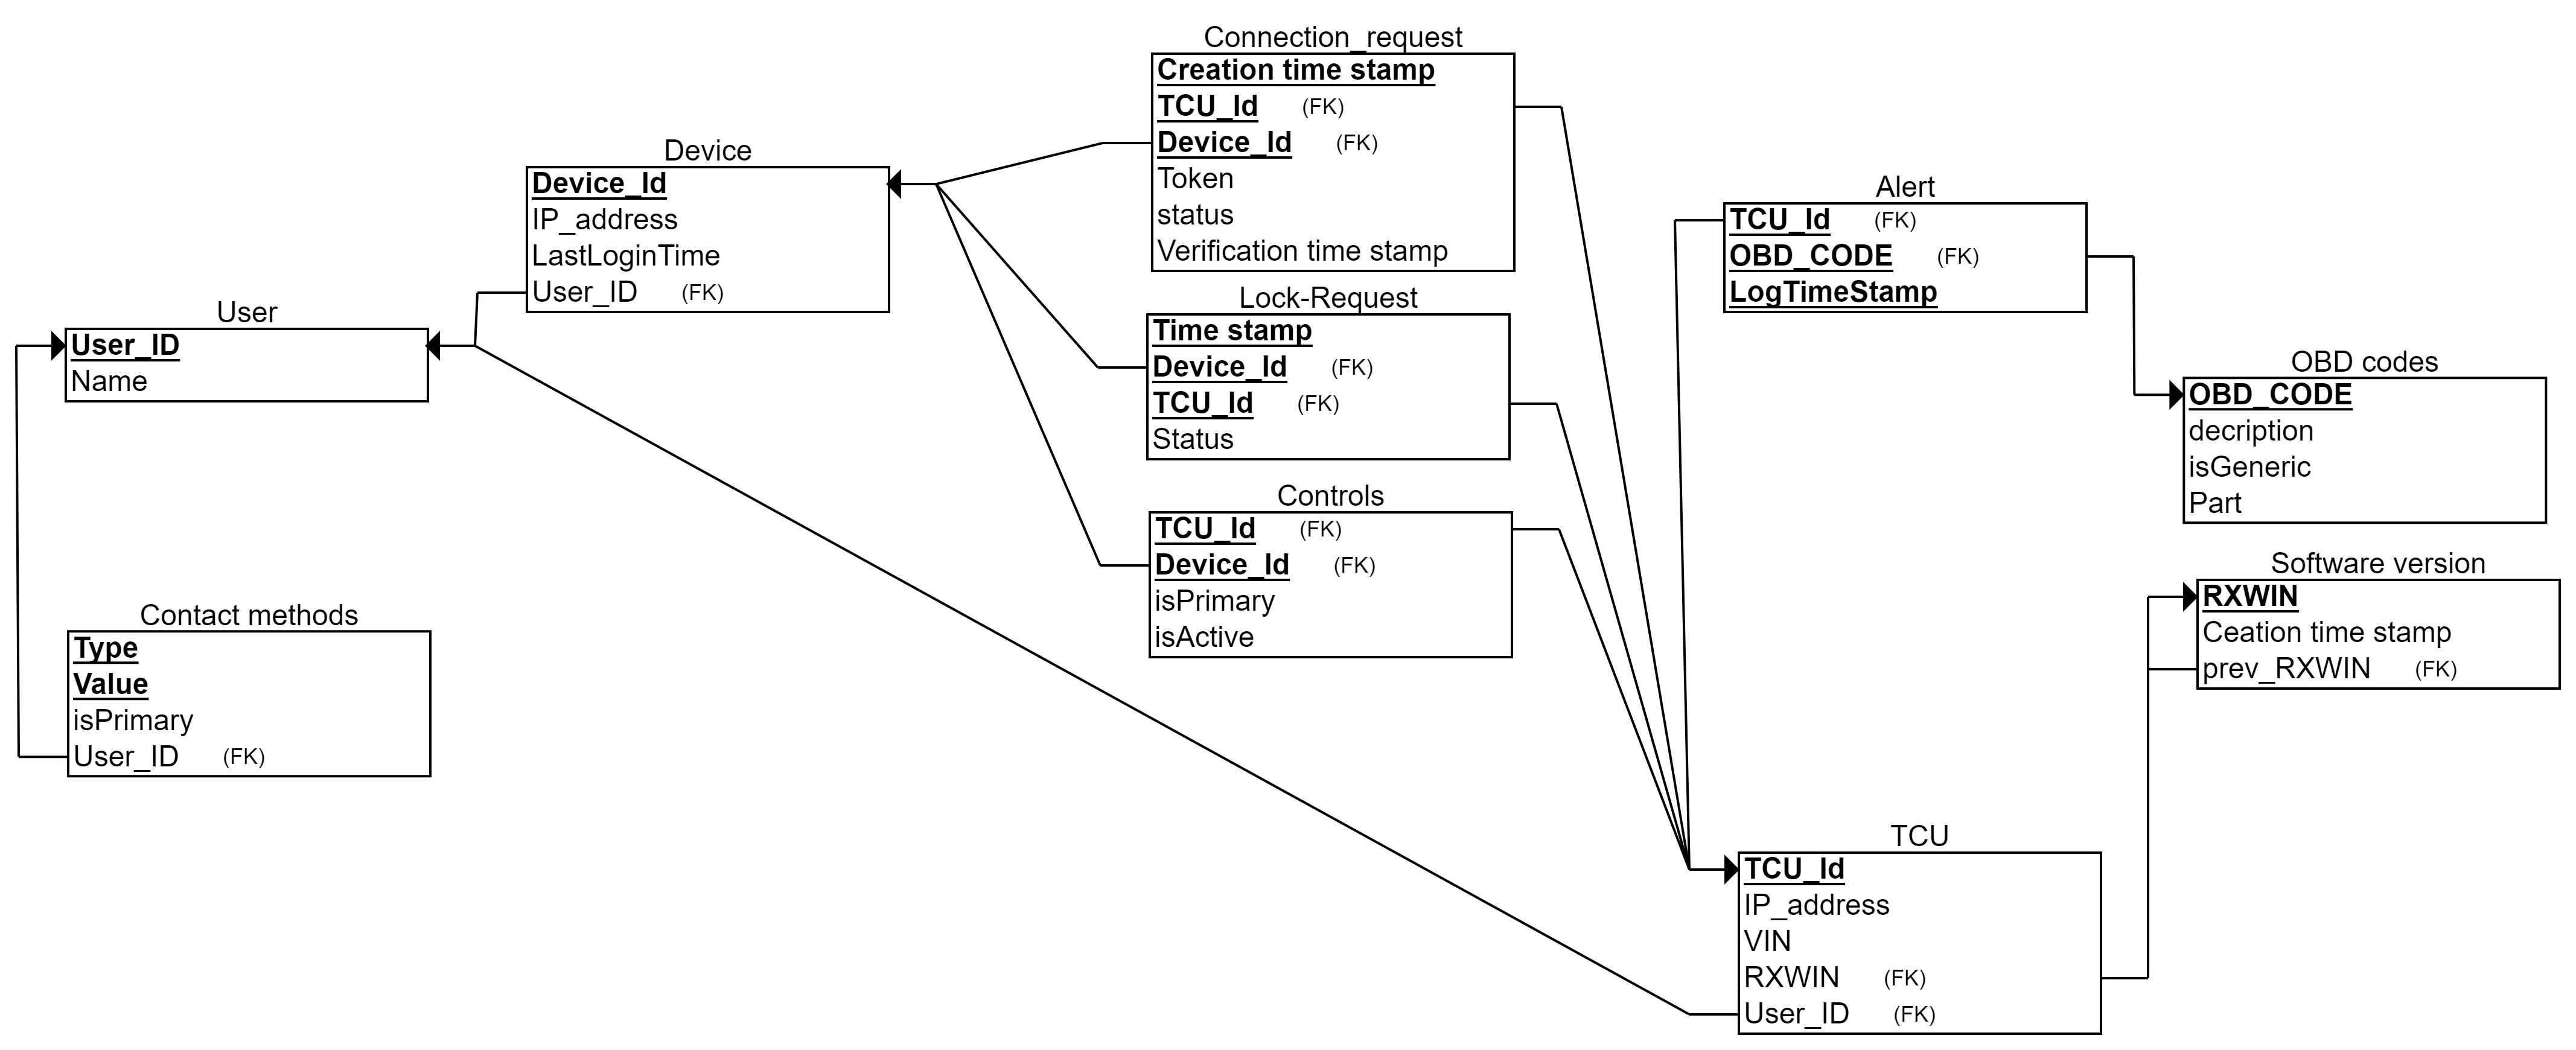 User
User_ID
Name
Contact methods
Type
Value
isPrimary
User_ID (FK)
Device
Device_Id
IP_address
LastLoginTime
User_ID (FK)
Connection_request
Creation time stamp
TCU_Id (FK)
Device_Id (FK)
Token
status
Verification time stamp
Lock-Request
Time stamp
Device_Id (FK)
TCU_Id (FK)
Status
Controls
TCU_Id (FK)
Device_Id (FK)
isPrimary
isActive
Alert
TCU_Id (FK)
OBD_CODE (FK)
LogTimeStamp
OBD codes
OBD_CODE
decription
isGeneric
Part
Software version
RXWIN
Ceation time stamp
prev_RXWIN (FK)
TCU
TCU_Id
IP_address
VIN
RXWIN (FK)
User_ID (FK)